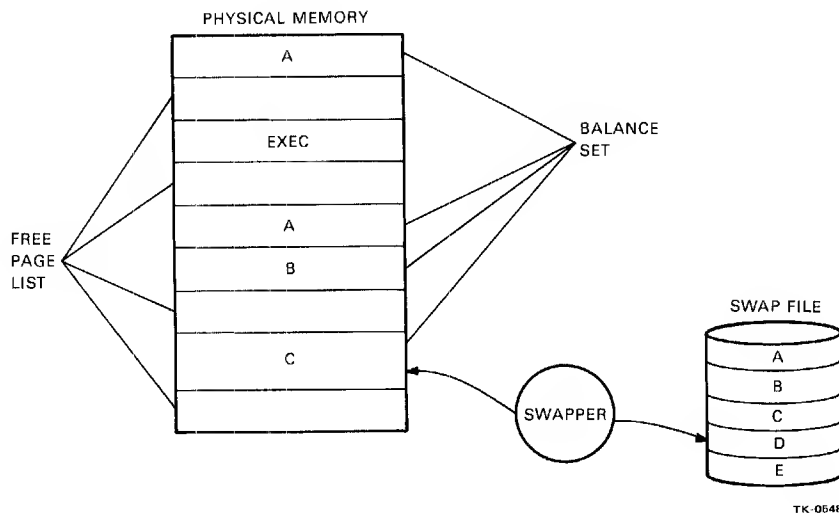 PHYSICAL MEMORY
A
EXEC
A
B
C
FREE
PAGE
LIST
BALANCE
SET
SWAPPER
SWAP FILE
A
B
C
D
E